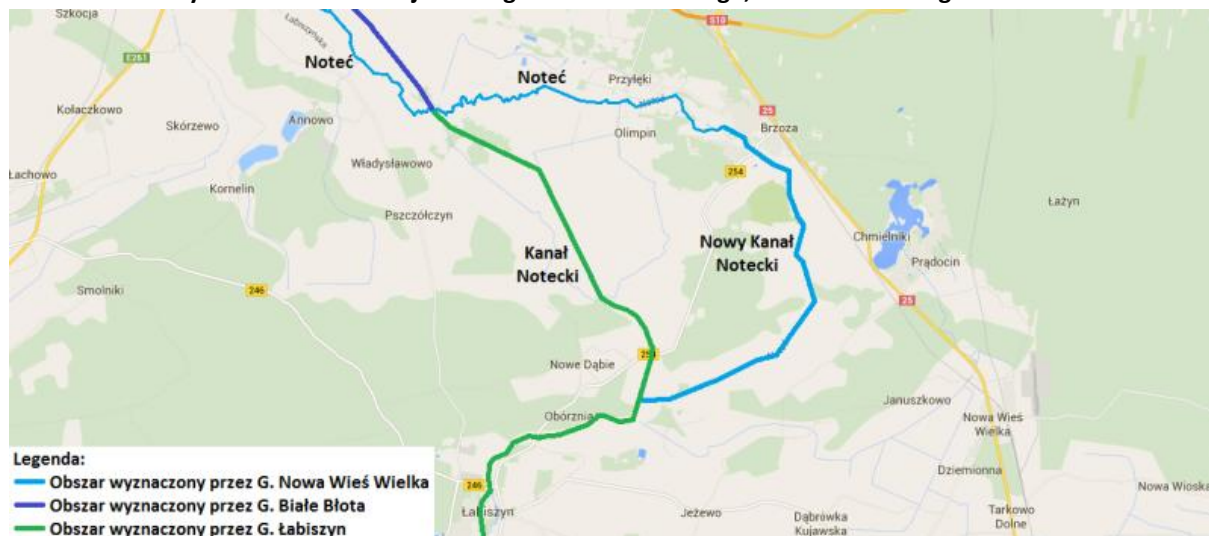 Szkocja
Łabiszyńska
S10
E261
Noteć
Noteć
Przyłęki
Kołaczkowo
Skórzewo
Annowo
Olimpin
25
Brzoza
Władysławowo
254
Łachowo
Kornelin
Łażyn
Pszczółczyn
Chmielniki
Kanał
Notecki
Nowy Kanał
Notecki
Prądocin
Smolniki
246
25
254
Nowe Dąbie
Januszkowo
Obórznia
Nowa Wieś
Wielka
Legenda:
Obszar wyznaczony przez G. Nowa Wieś Wielka
Obszar wyznaczony przez G. Białe Błota
Obszar wyznaczony przez G. Łabiszyn
246
Łabiszyn
Dziemionna
Nowa Wioska
Jeżewo
Dąbrówka
Kujawska
Tarkowo
Dolne